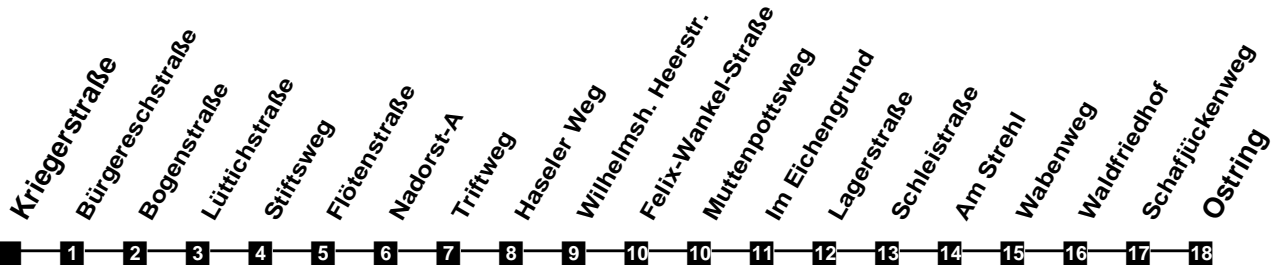 Kriegerstraße
Bürgereschstraße
Bogenstraße
Lüttichstraße
Stiftsweg
Flötenstraße
Nadorst-A
Triftweg
Haseler Weg
Wilhelmsh. Heerstr.
Felix-Wankel-Straße
Muttenpottsweg
Im Eichengrund
Lagerstraße
Schleistraße
Am Strehl
Wabenweg
Waldfriedhof
Schafjückenweg
Ostring
1 2 3 4 5 6 7 8 9 10 10 11 12 13 14 15 16 17 18